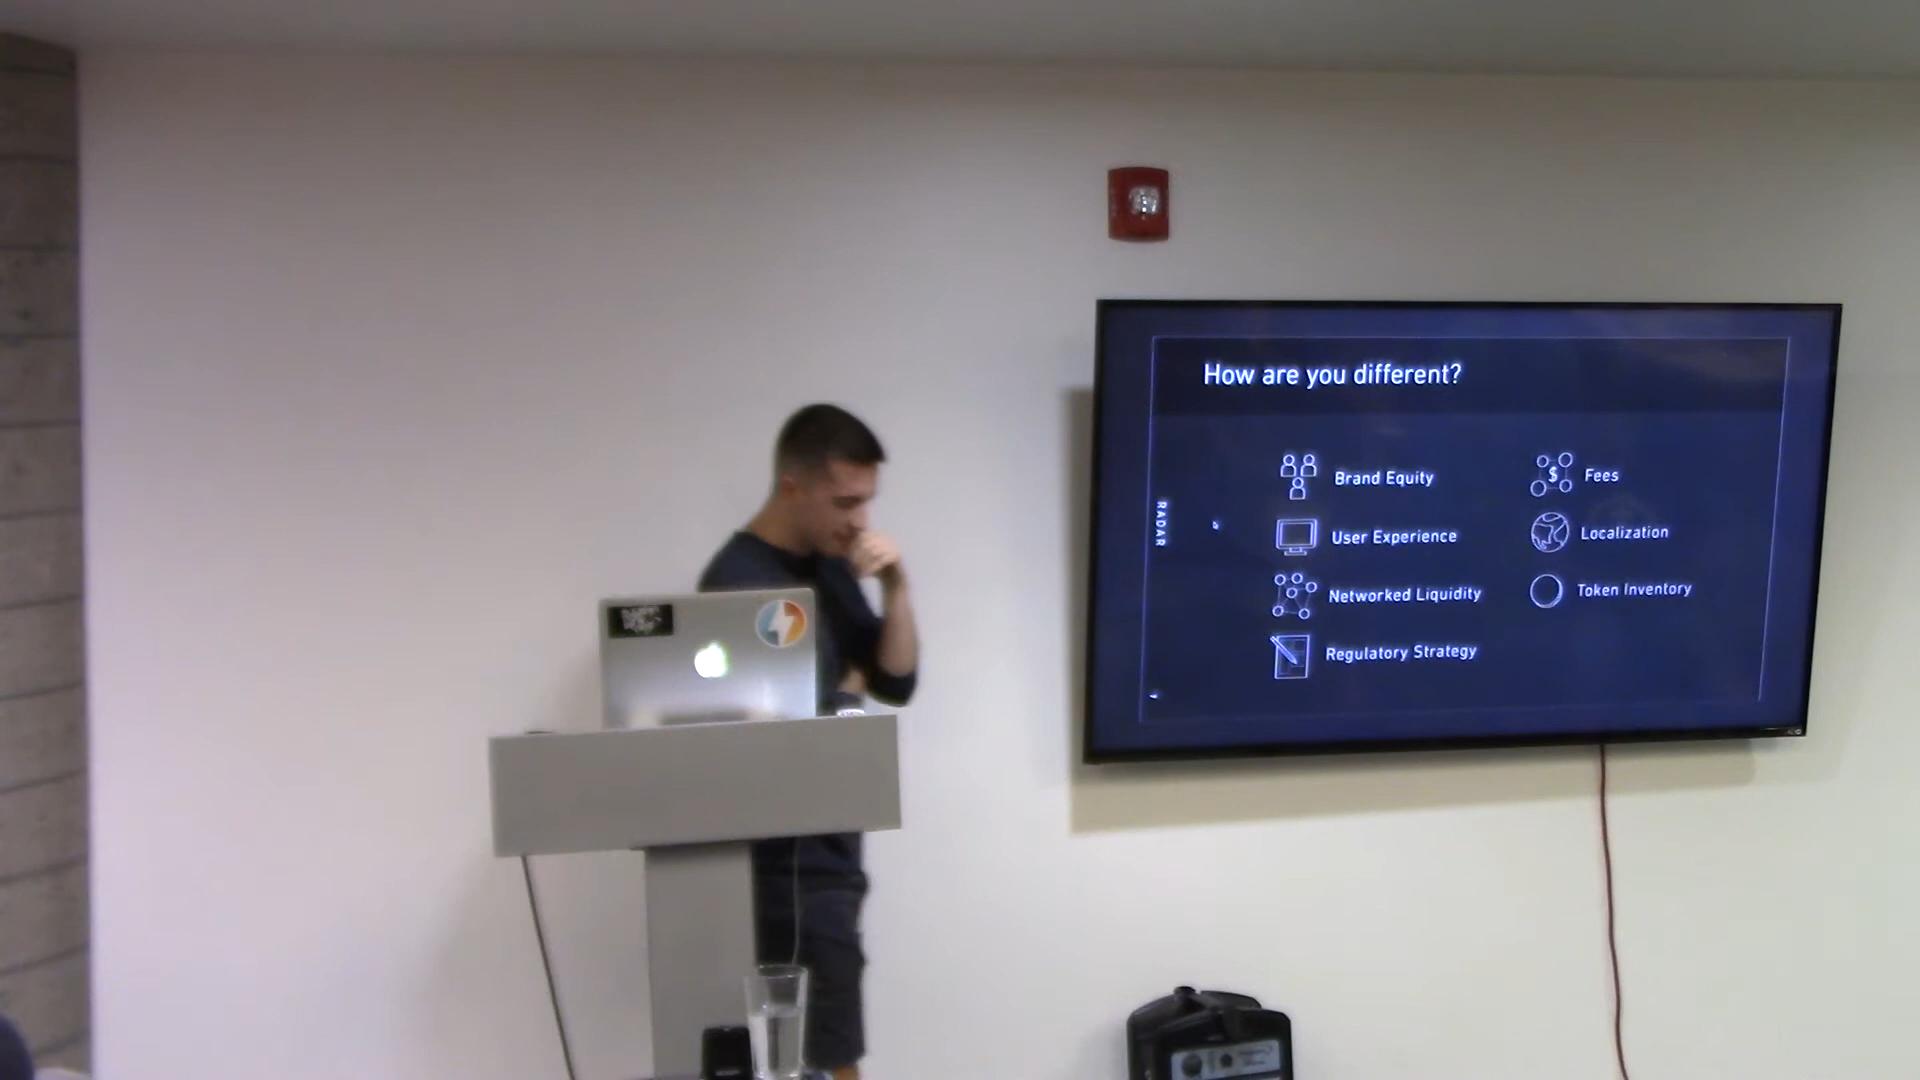 How are you different?
Brand Equity
User Experience
Networked Liquidity
Regulatory Strategy
Fees
$
Localization
Token Inventory
RADAR